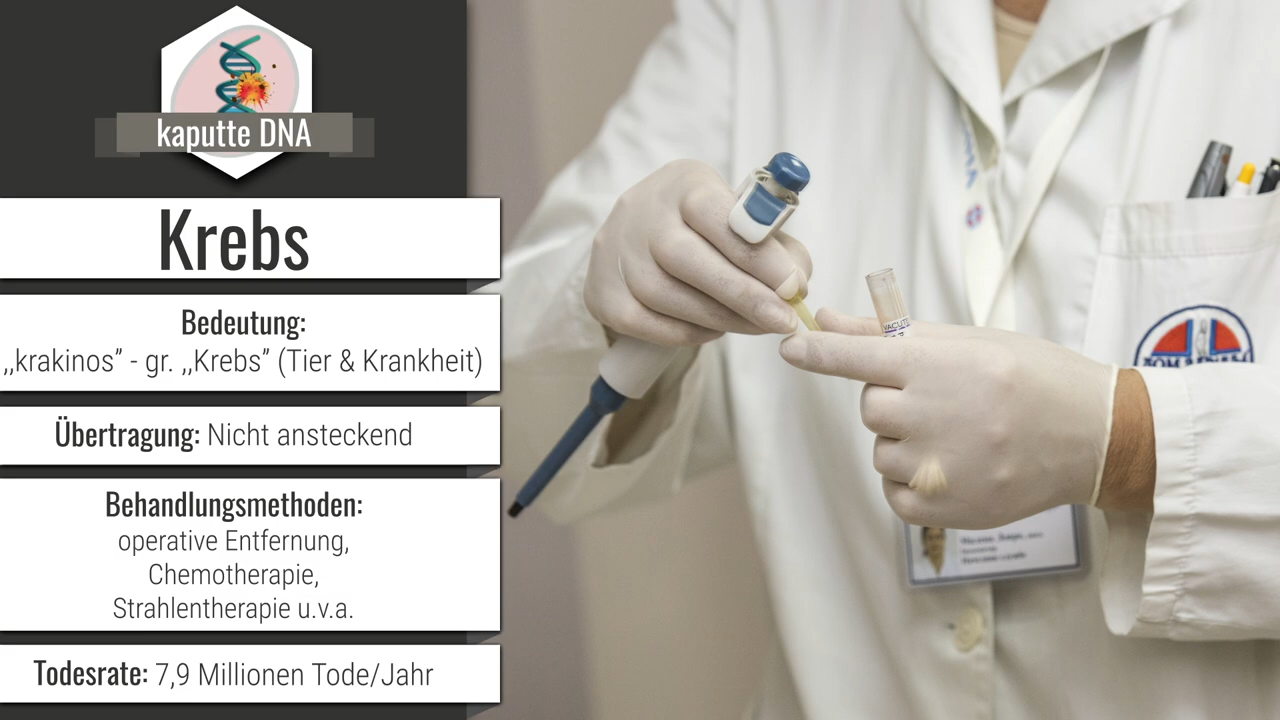 kaputte DNA
Krebs
Bedeutung:
,,krakinos” - gr. ,,Krebs” (Tier & Krankheit)
Übertragung: Nicht ansteckend
Behandlungsmethoden:
operative Entfernung,
Chemotherapie,
Strahlentherapie u.v.a.
Todesrate: 7,9 Millionen Tode/Jahr
VACUTE